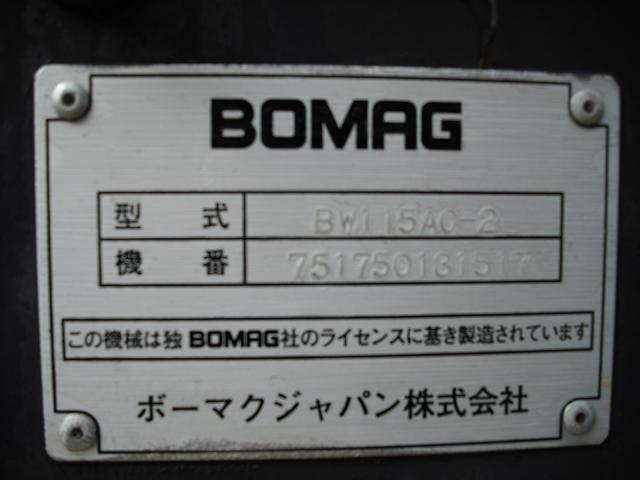 BOMAG
型式 BW115AC-2
機番 751750131517
この機械は独BOMAG社のライセンスに基き製造されています
ボーマクジャパン株式会社